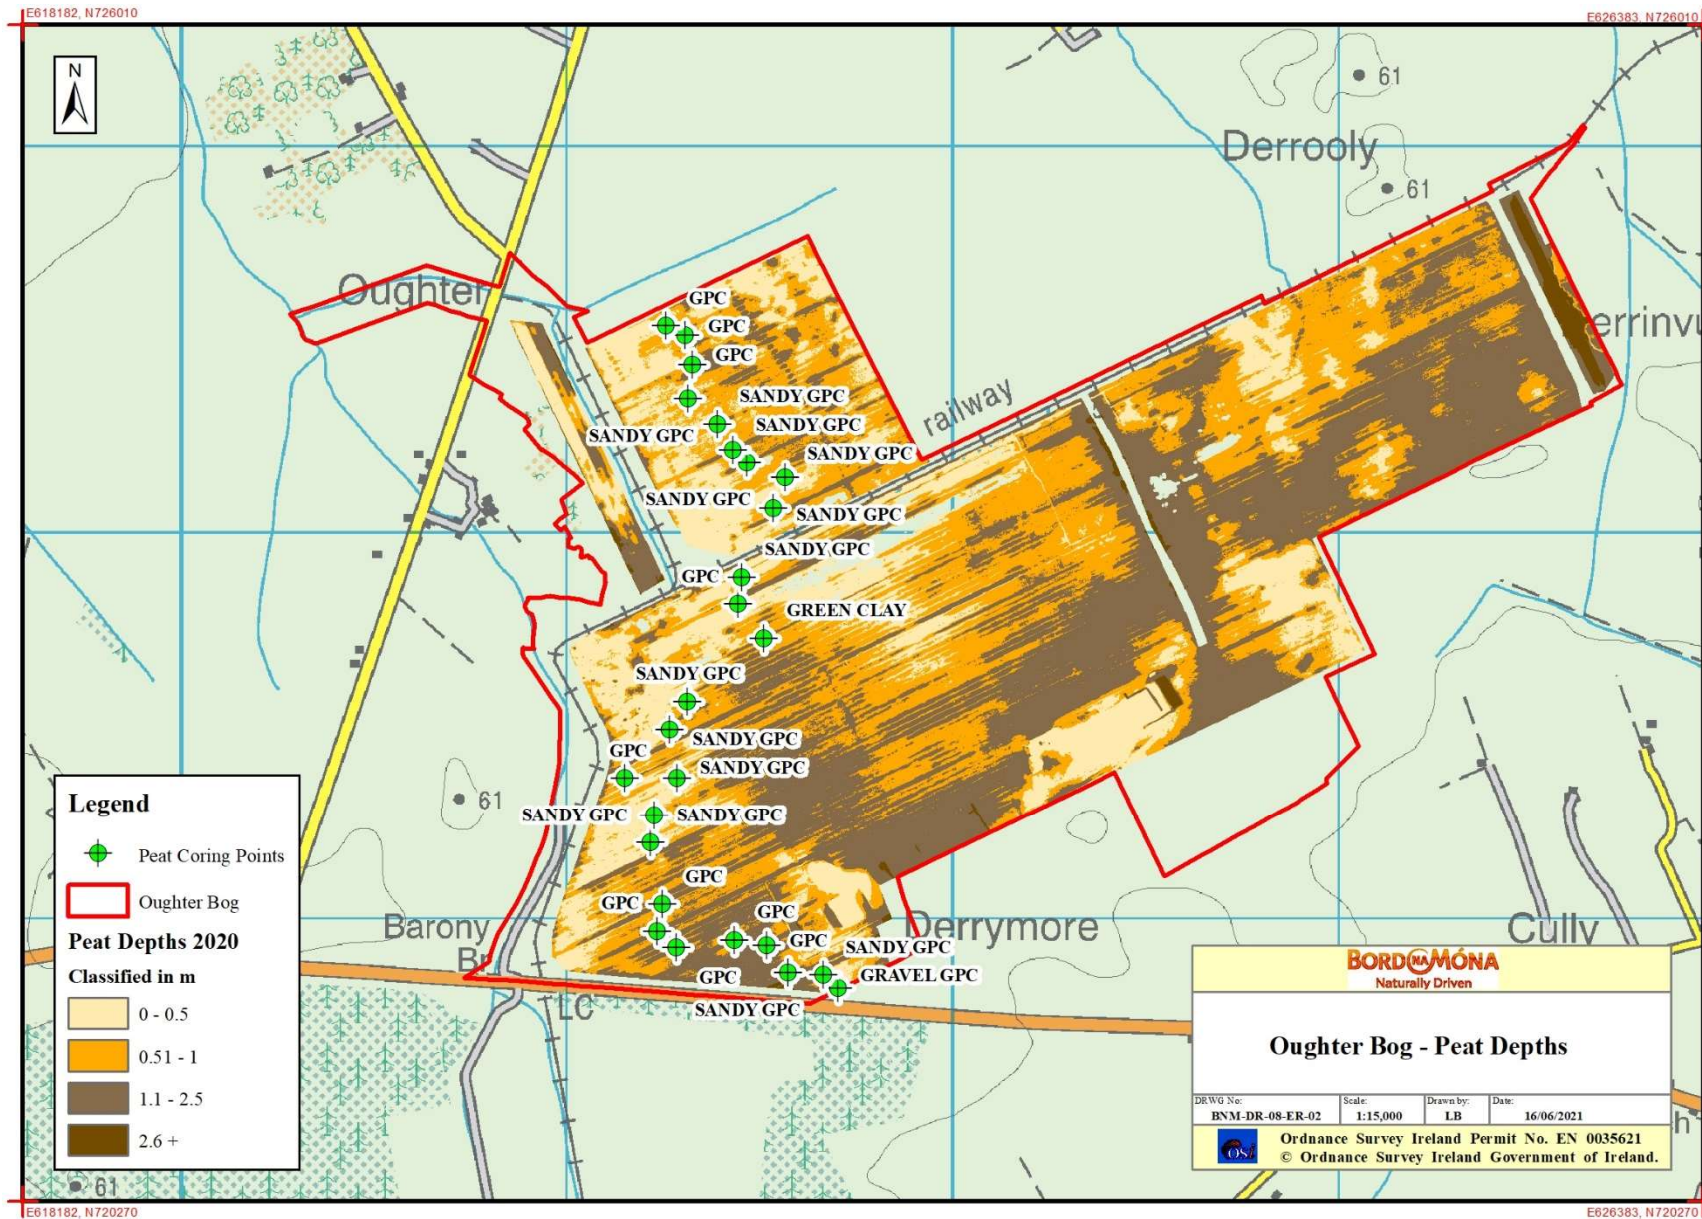 E618182, N726010
E626383, N726010
N
61
Derrooly
61
Oughter
GPC
GPC
GPC
errinvu
SANDY GPC
railway
SANDY GPC
SANDY GPC
SANDY GPC
SANDY GPC
SANDY GPC
SANDY GPC
GPC
GREEN CLAY
SANDY GPC
SANDY GPC
GPC
SANDY GPC
61
SANDY GPC
SANDY GPC
GPC
GPC
GPC
Barony
Br
GPC
SANDY GPC
Derrymore
Cully
GPC
GRAVEL GPC
SANDY GPC
LC
61
Legend
Peat Coring Points
Oughter Bog
Peat Depths 2020
Classified in m
0 - 0.5
0.51 - 1
1.1 - 2.5
2.6 +
BORD NA MÓNA
Naturally Driven
Oughter Bog - Peat Depths
DRWG No: Scale: Drawn by: Date:
BNM-DR-08-ER-02 1:15,000 LB 16/06/2021
Osi
Ordnance Survey Ireland Permit No. EN 0035621
© Ordnance Survey Ireland Government of Ireland.
h
E618182, N720270
E626383, N720270